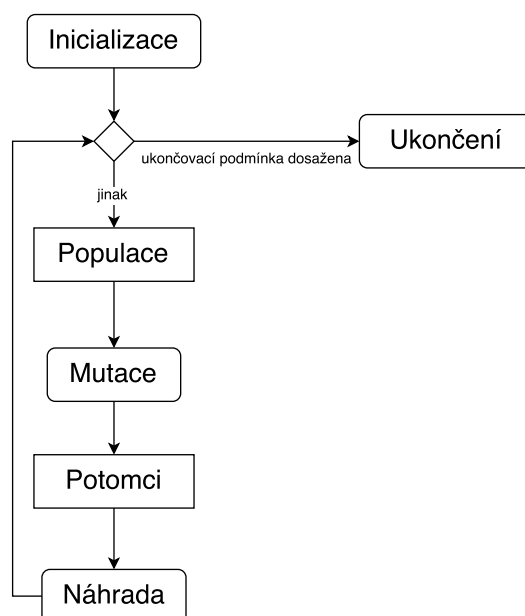 Inicializace
Ukončení
ukončovací podmínka dosažena
jinak
Populace
Mutace
Potomci
Náhrada